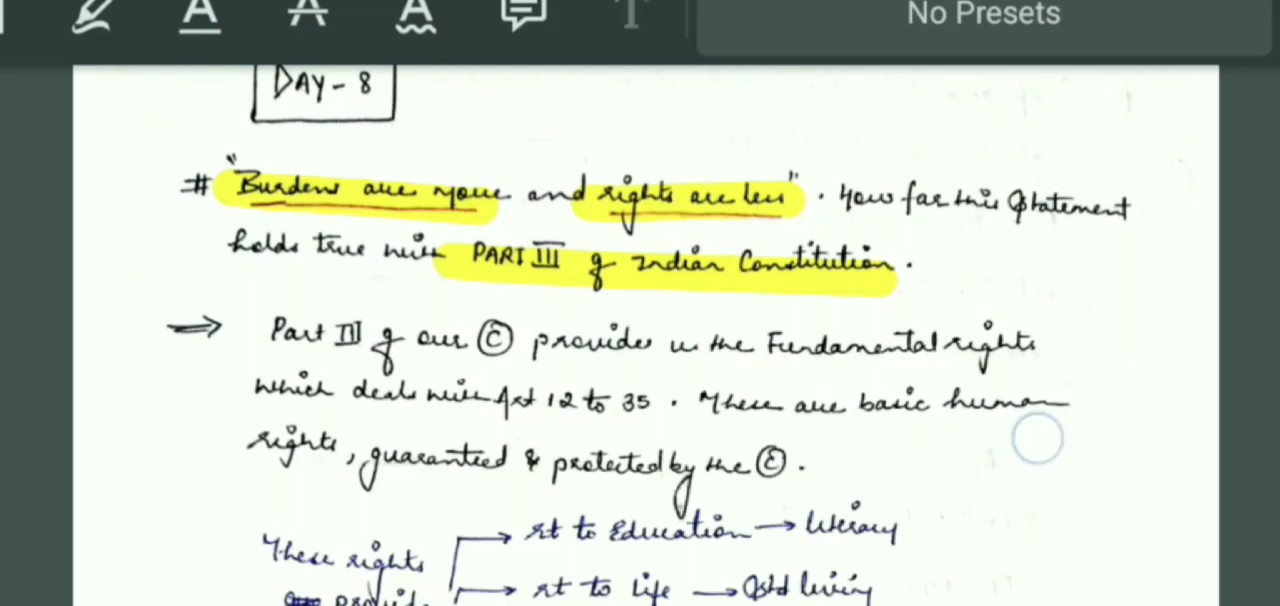 No Presets
DAY - 8
# "Burdens are more and rights are less". How far this statement
holds true with PART III of Indian Constitution.
⇒ Part III of our Ⓒ provides us the Fundamental rights
which deals with Art 12 to 35. These are basic human
rights, guaranteed & protected by the Ⓒ.
These rights → rt to Education → literacy
→ rt to life → std living